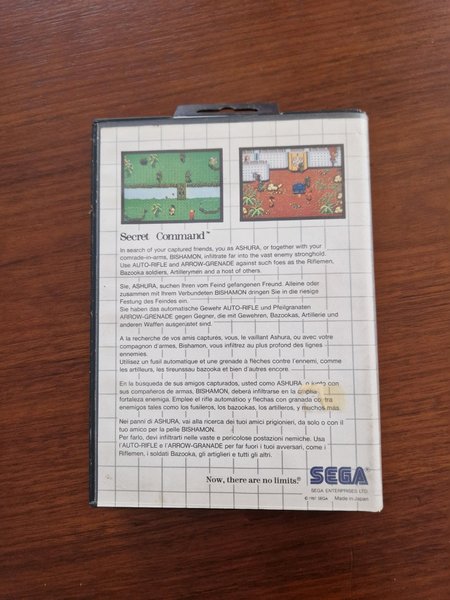 Secret Command™
In search of your captured friends, you as ASHURA, or together with your
comrade-in-arms, BISHAMON, infiltrate far into the vast enemy stronghold.
Use AUTO-RIFLE and ARROW-GRENADE against such foes as the Riflemen,
Bazooka soldiers, Artillerymen and a host of others.
Sie, ASHURA, suchen Ihren vom Feind gefangenen Freund. Alleine oder
zusammen mit Ihrem Verbundeten BISHAMON dringen Sie in die riesige
Festung des Feindes ein.
Sie haben das automatische Gewehr AUTO-RIFLE und Pfeilgranaten
ARROW-GRENADE gegen Gegner, die mit Gewehren, Bazookas, Artillerie und
anderen Waffen ausgerüstet sind.
A la recherche de vos amis capturés, vous, le vaillant Ashura, ou avec votre
compagnon d'armes, Bishamon, vous infiltrez au plus profond des lignes
ennemies.
Utilisez un fusil automatique et une grenade à flèches contre l'ennemi, comme
les artilleurs, les tireurs au bazooka et bien d'autres encore.
En la búsqueda de sus amigos capturados, usted como ASHURA, o junto con
sus compañeros de armas, BISHAMON, deberá infiltrarse en la amplia
fortaleza enemiga. Emplee el rifle automático y flechas con granada contra
enemigos tales como los fusileros, los bazookas, los artilleros, y muchos más.
Nei panni di ASHURA, vai alla ricerca dei tuoi amici prigionieri, da solo o con il
tuo amico per la pelle BISHAMON.
Per farlo, devi infiltrarti nelle vaste e pericolose postazioni nemiche. Usa
l'AUTO-RIFLE e l'ARROW-GRENADE per far fuori i tuoi avversari, come i
Riflemen, i soldati Bazooka, gli artiglieri e tutti gli altri.
Now, there are no limits.®
SEGA®
SEGA ENTERPRISES LTD.
© 1987 SEGA Made in Japan